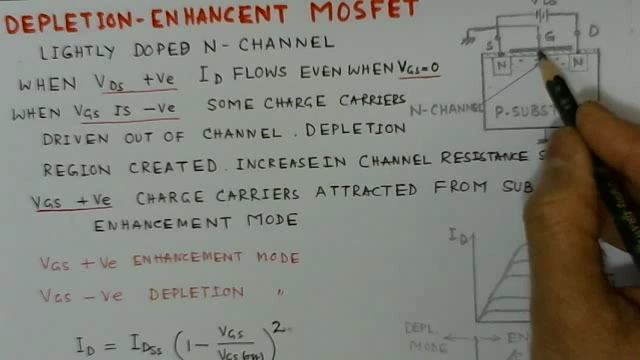 DEPLETION-ENHANCENT MOSFET
LIGHTLY DOPED N-CHANNEL
WHEN VDS +Ve ID FLOWS EVEN WHEN VGS=0
WHEN VGS IS -Ve SOME CHARGE CARRIERS
DRIVEN OUT OF CHANNEL. DEPLETION
REGION CREATED. INCREASE IN CHANNEL RESISTANCE
VGS +Ve CHARGE CARRIERS ATTRACTED FROM SUB
ENHANCEMENT MODE
VGS +Ve ENHANCEMENT MODE
VGS -Ve DEPLETION "
ID = IDSS (1 - VGS/VGS(OFF))2
S G D
N N
N-CHANNEL
P-SUBST
ID
DEPL. EN
MODE